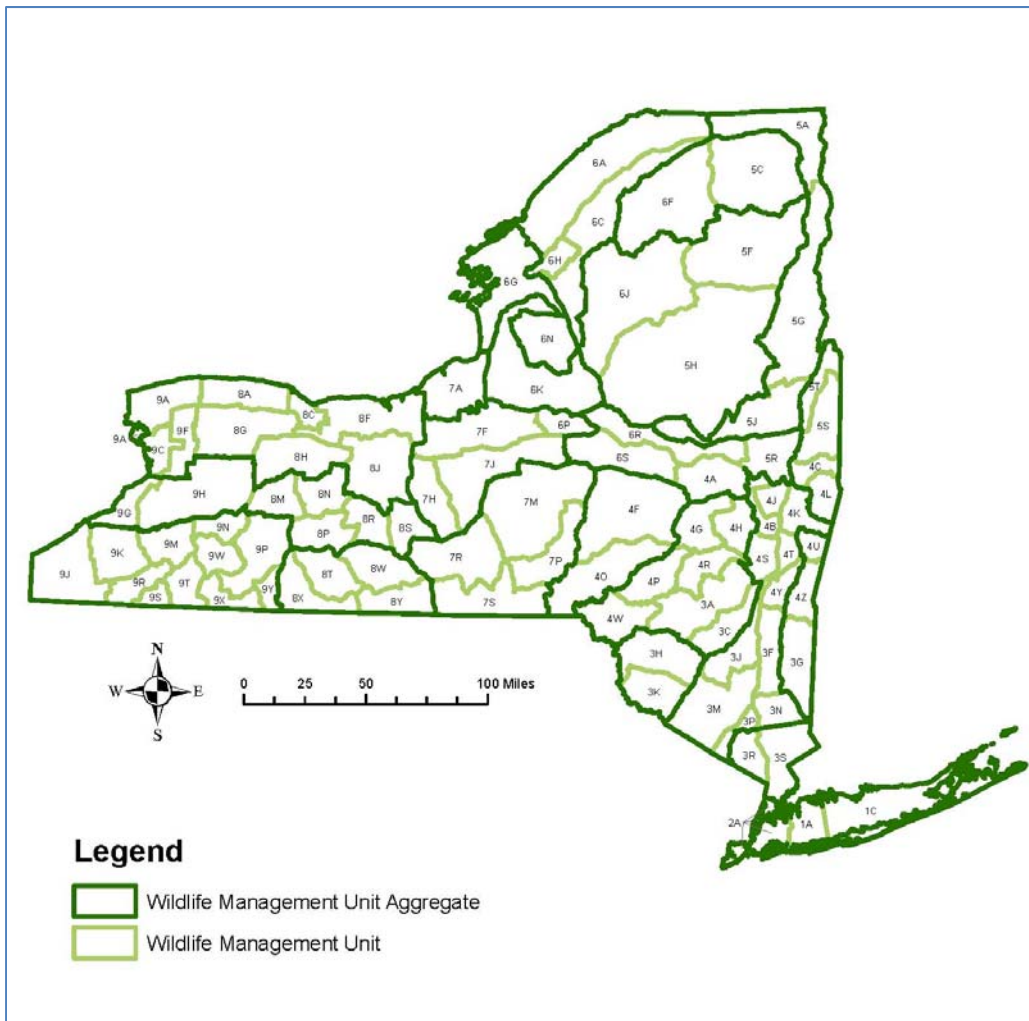 5A
6A
5C
6F
6C
5F
6H
6G
6J
5G
6N
5H
7A
6K
5T
9A
8A
8C
8F
5J
5S
9F
8G
7F
6P
6R
9A
9C
8H
8J
7J
6S
5R
4C
4A
9H
8M
8N
7H
7M
4J
4L
9G
8R
4F
4K
9N
8P
8S
4G
4H
4B
9K
9M
9W
9P
7R
4S
4T
4U
9J
9R
9T
8T
8W
7P
4O
4P
4R
9S
9X
9Y
8X
8Y
7S
3A
4Y
4Z
4W
3C
3H
3J
3F
3G
3K
3M
3P
3N
3R
3S
2A
1A
1C
N
W E
S
0 25 50 100 Miles
Legend
Wildlife Management Unit Aggregate
Wildlife Management Unit